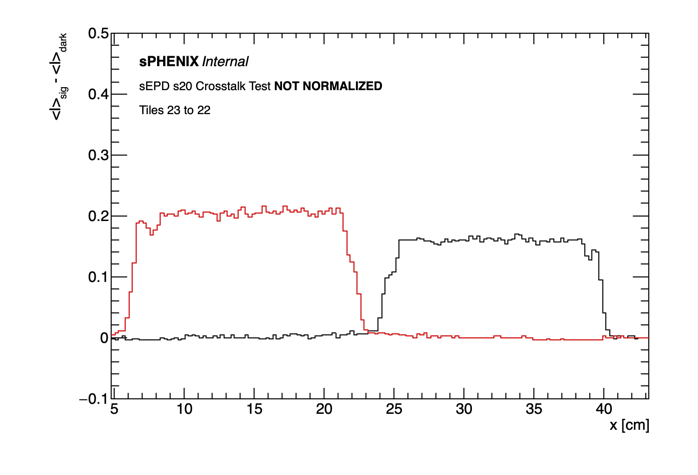 0.5
<I>sig - <I>dark
sPHENIX Internal
sEPD s20 Crosstalk Test NOT NORMALIZED
0.4
Tiles 23 to 22
0.3
0.2
0.1
0
−0.1
5 10 15 20 25 30 35 40
x [cm]